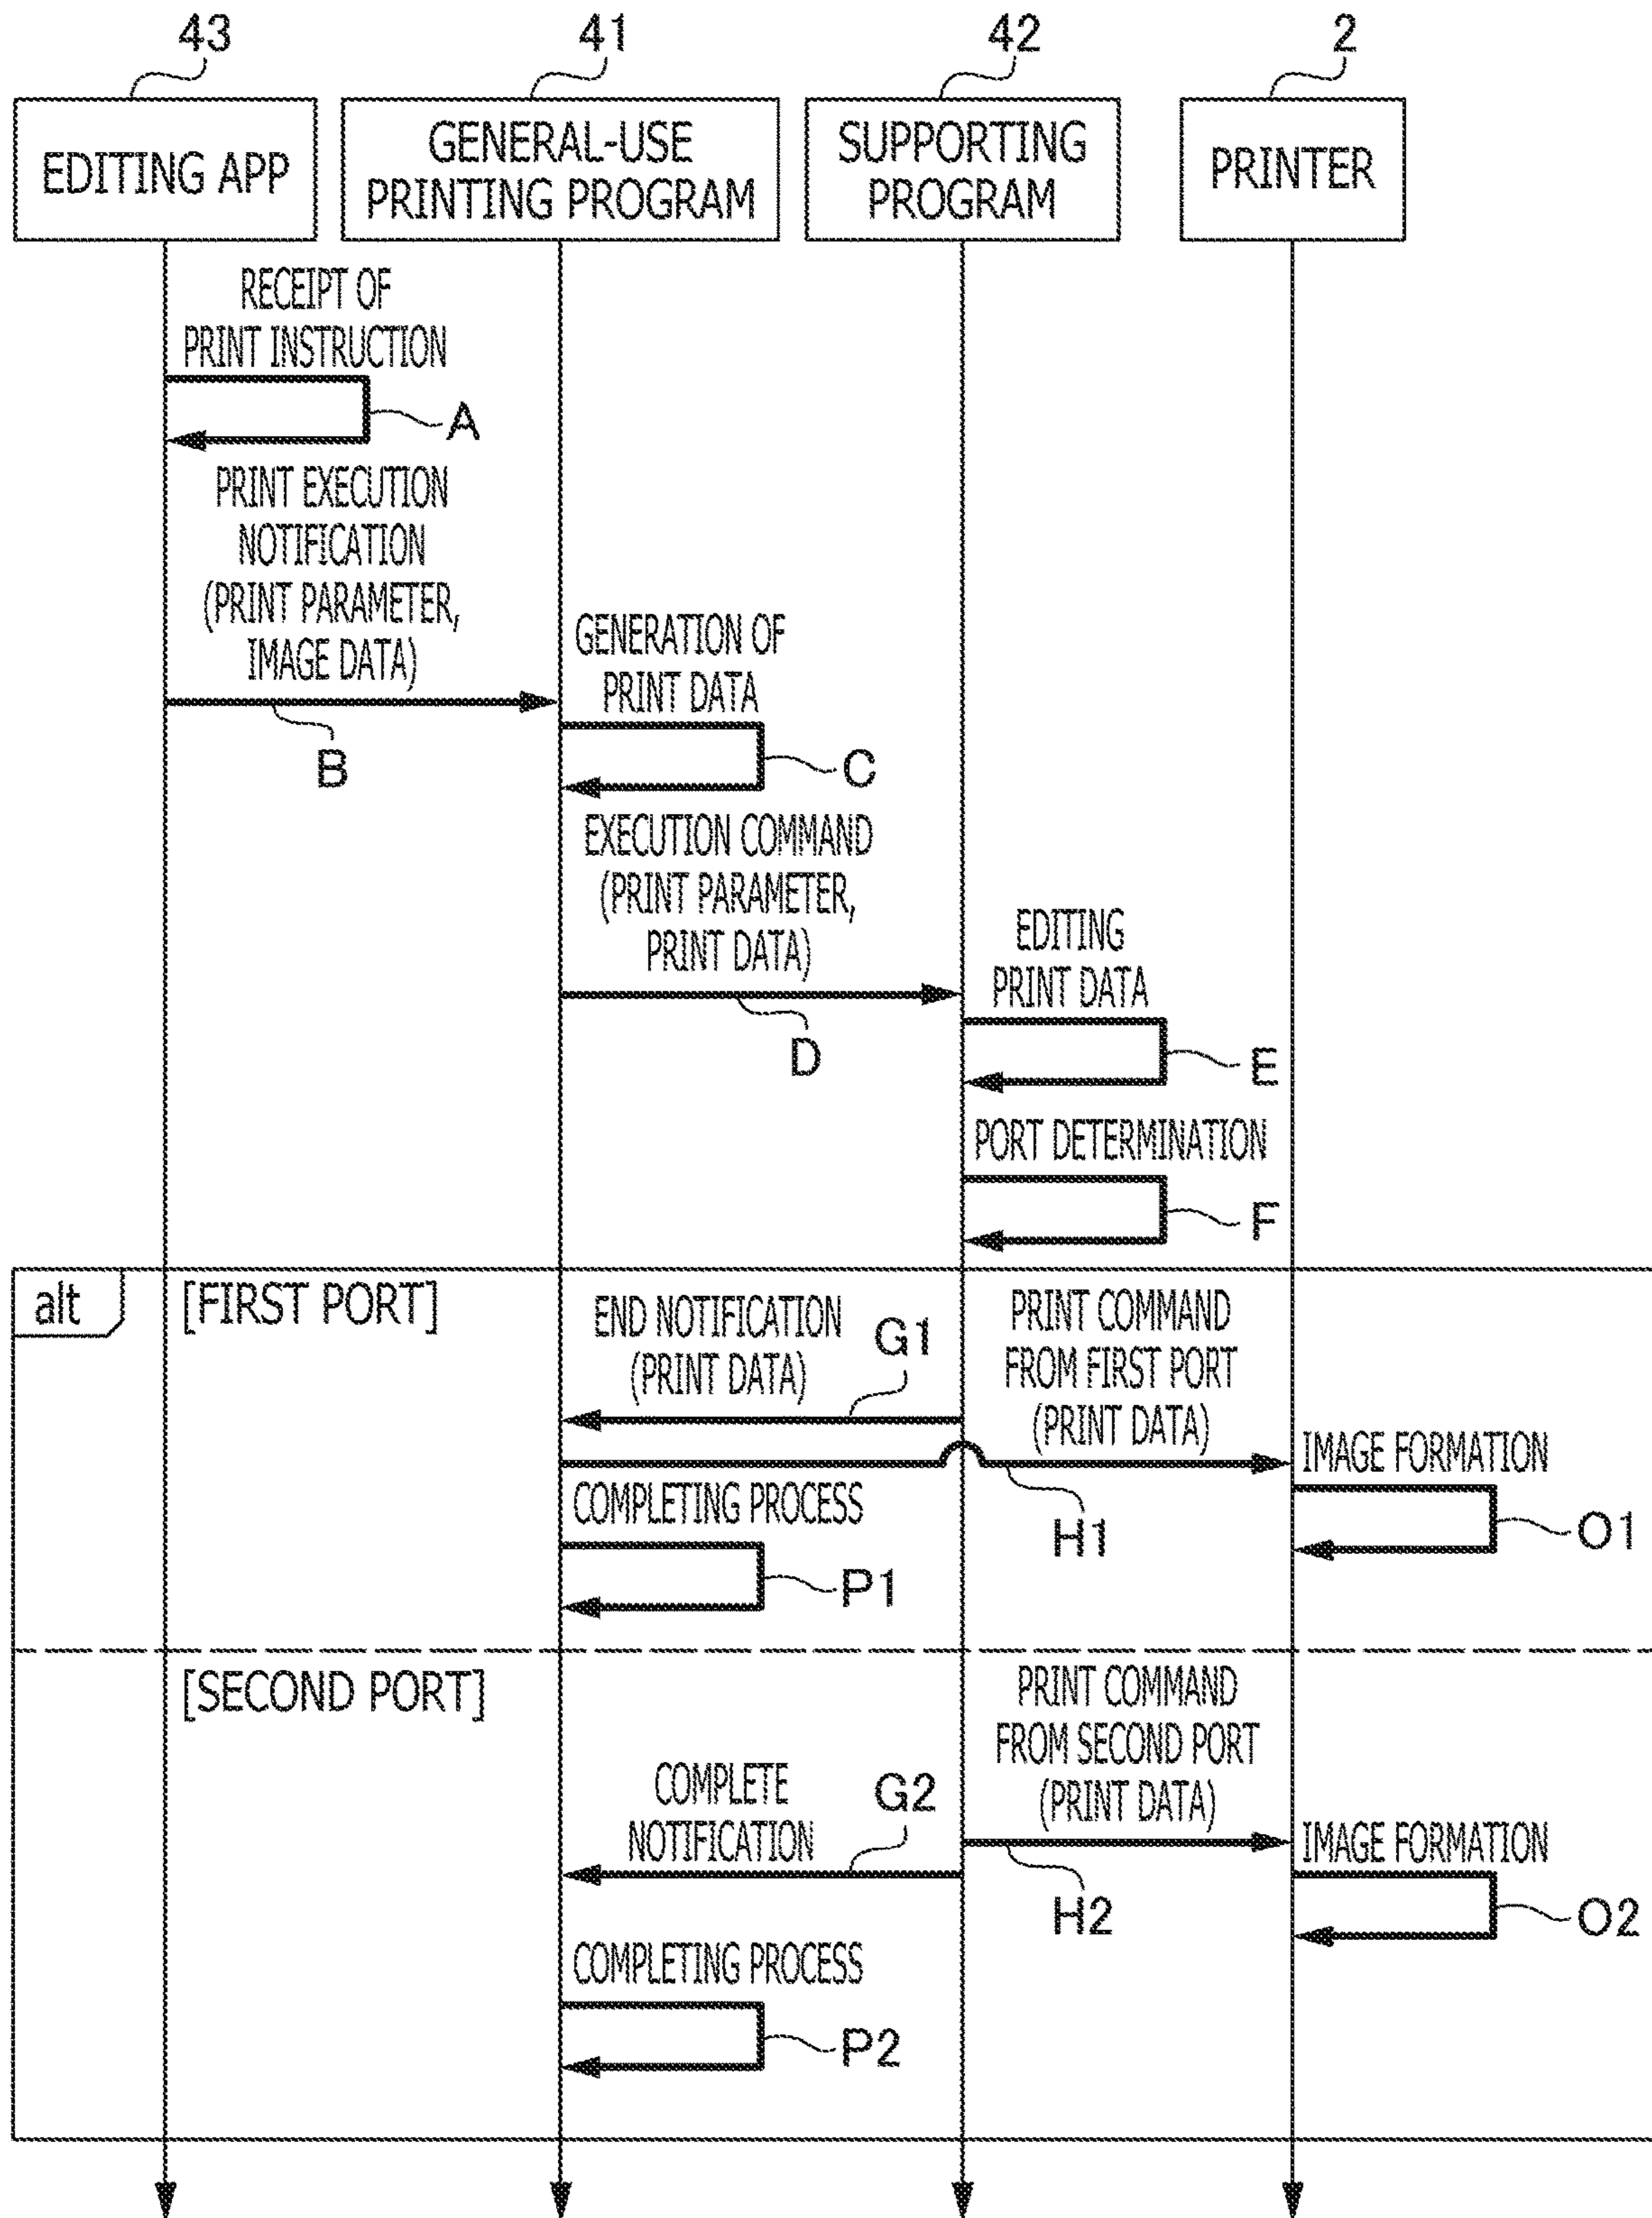 43
41
42
2
EDITING APP
GENERAL-USE
PRINTING PROGRAM
SUPPORTING
PROGRAM
PRINTER
RECEIPT OF
PRINT INSTRUCTION
A
PRINT EXECUTION
NOTIFICATION
(PRINT PARAMETER,
IMAGE DATA)
B
GENERATION OF
PRINT DATA
C
EXECUTION COMMAND
(PRINT PARAMETER,
PRINT DATA)
D
EDITING
PRINT DATA
E
PORT DETERMINATION
F
alt
[FIRST PORT]
END NOTIFICATION
(PRINT DATA)
G1
PRINT COMMAND
FROM FIRST PORT
(PRINT DATA)
H1
IMAGE FORMATION
O1
COMPLETING PROCESS
P1
[SECOND PORT]
PRINT COMMAND
FROM SECOND PORT
(PRINT DATA)
H2
COMPLETE
NOTIFICATION
G2
IMAGE FORMATION
O2
COMPLETING PROCESS
P2